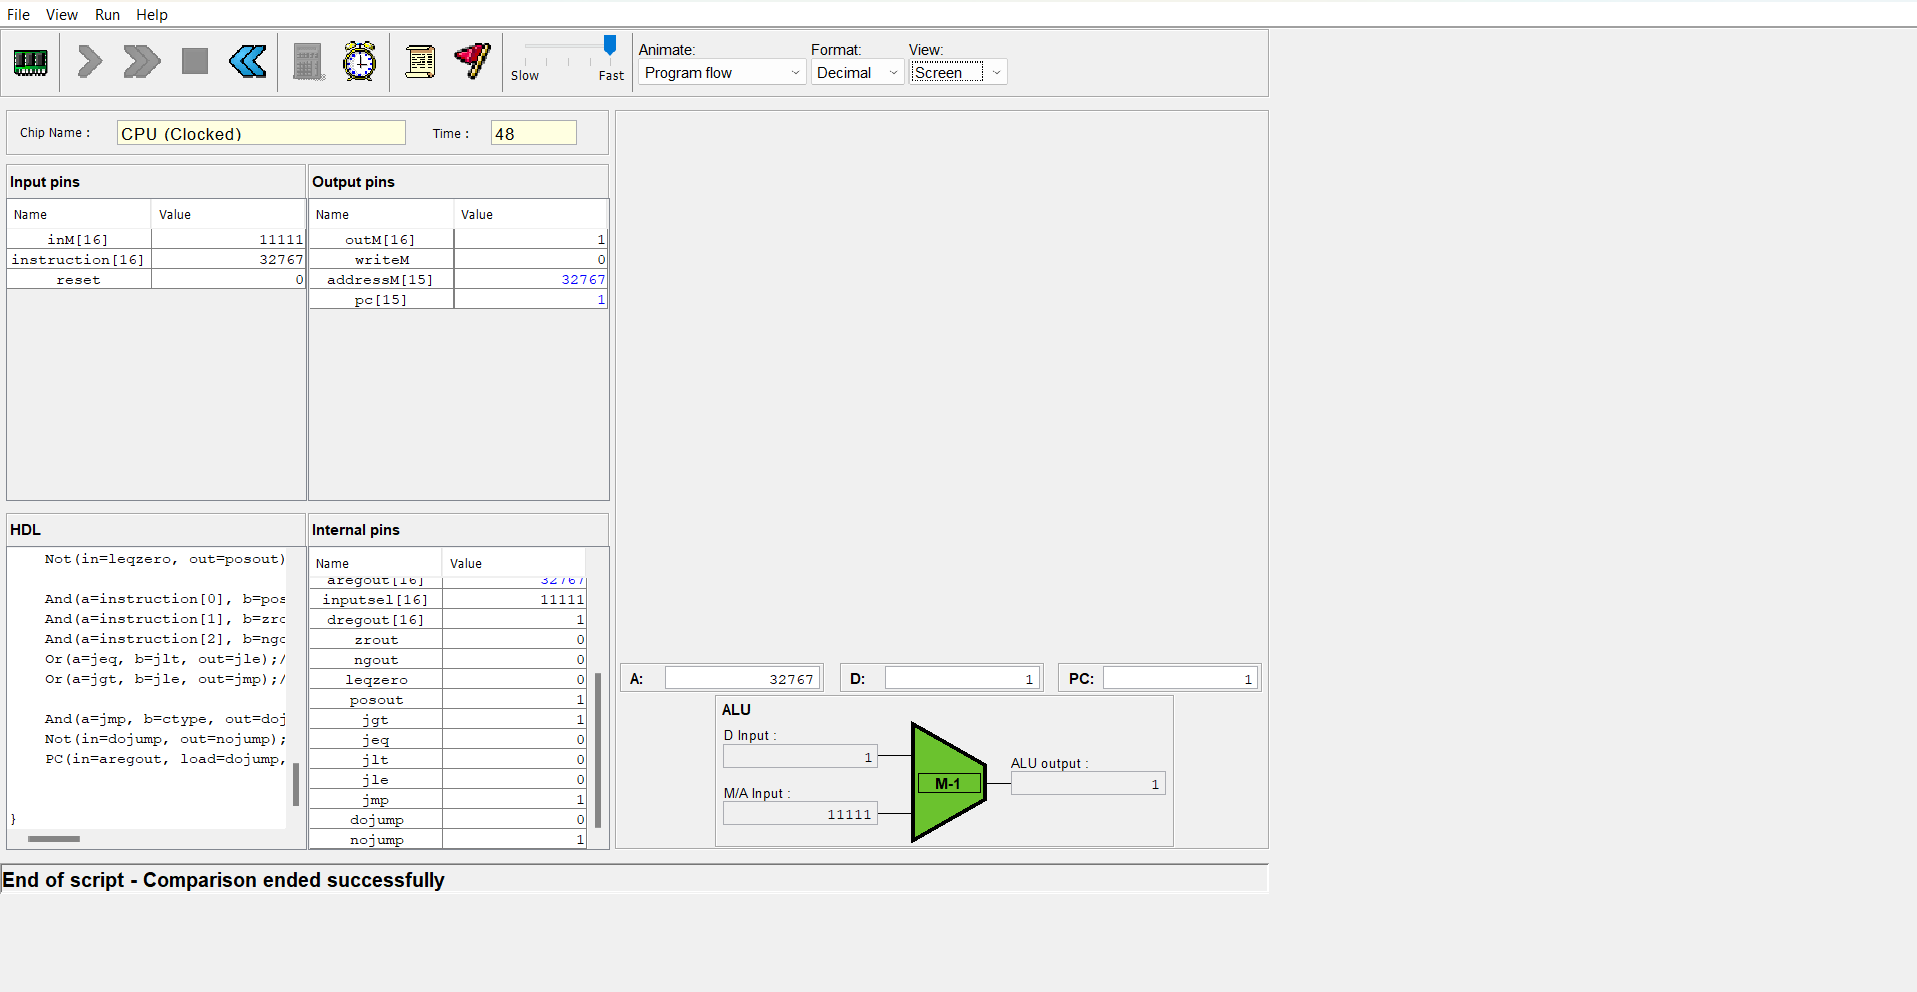 File View Run Help
Slow Fast
Animate: Format: View:
Program flow Decimal Screen
Chip Name : CPU (Clocked) Time : 48
Input pins
Name Value
inM[16] 11111
instruction[16] 32767
reset 0
Output pins
Name Value
outM[16] 1
writeM 0
addressM[15] 32767
pc[15] 1
HDL
Not(in=leqzero, out=posout)
And(a=instruction[0], b=pos
And(a=instruction[1], b=zro
And(a=instruction[2], b=ngo
Or(a=jeq, b=jlt, out=jle);/
Or(a=jgt, b=jle, out=jmp);/
And(a=jmp, b=ctype, out=doj
Not(in=dojump, out=nojump);
PC(in=aregout, load=dojump,
}
Internal pins
Name Value
aregout[16] 32767
inputsel[16] 11111
dregout[16] 1
zrout 0
ngout 0
leqzero 0
posout 1
jgt 1
jeq 0
jlt 0
jle 0
jmp 1
dojump 0
nojump 1
A: 32767 D: 1 PC: 1
ALU
D Input :
1
M/A Input :
11111
M-1
ALU output :
1
End of script - Comparison ended successfully